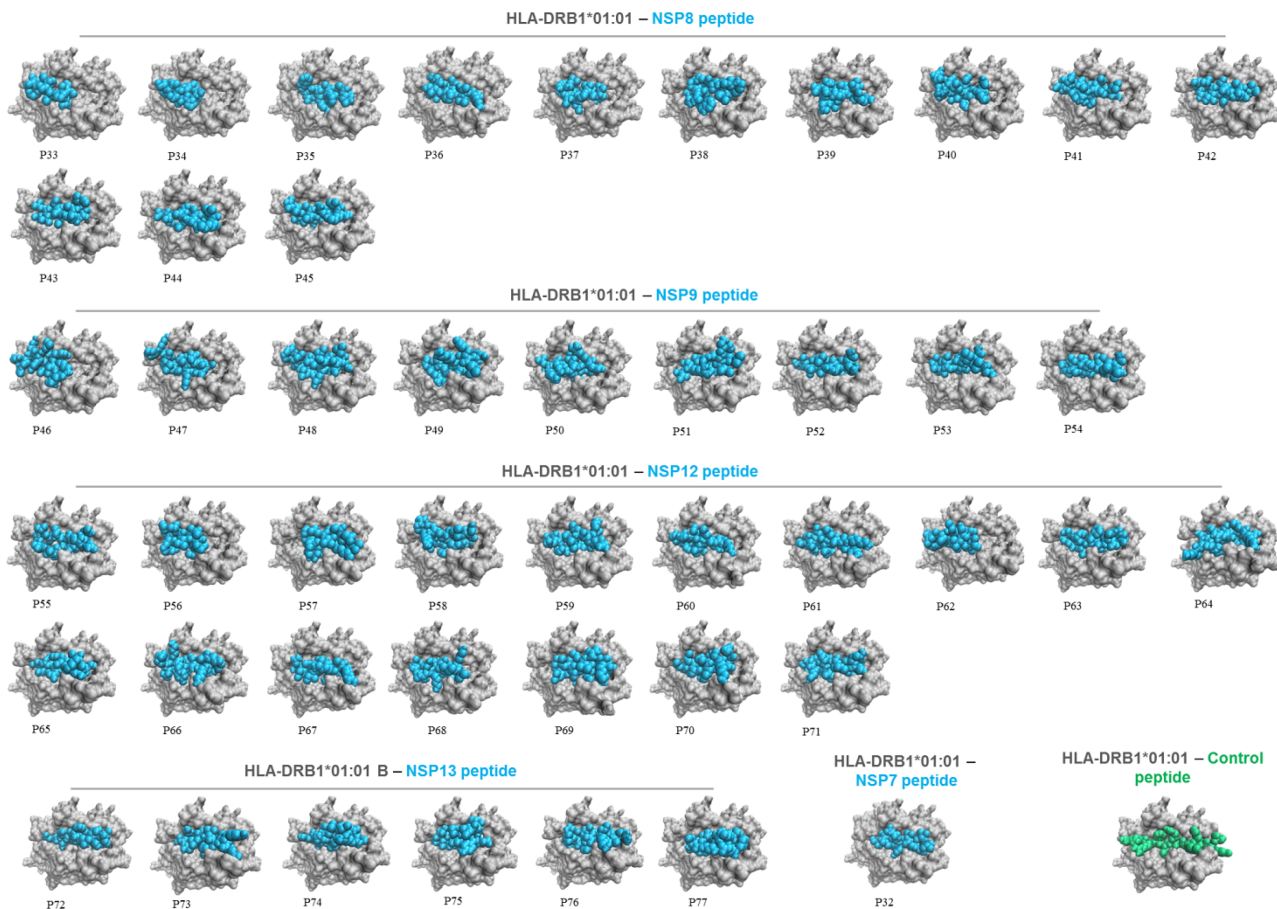 HLA-DRB1*01:01 – NSP8 peptide
P33 P34 P35 P36 P37 P38 P39 P40 P41 P42
P43 P44 P45
HLA-DRB1*01:01 – NSP9 peptide
P46 P47 P48 P49 P50 P51 P52 P53 P54
HLA-DRB1*01:01 – NSP12 peptide
P55 P56 P57 P58 P59 P60 P61 P62 P63 P64
P65 P66 P67 P68 P69 P70 P71
HLA-DRB1*01:01 B – NSP13 peptide
P72 P73 P74 P75 P76 P77
HLA-DRB1*01:01 –
NSP7 peptide
P32
HLA-DRB1*01:01 – Control
peptide